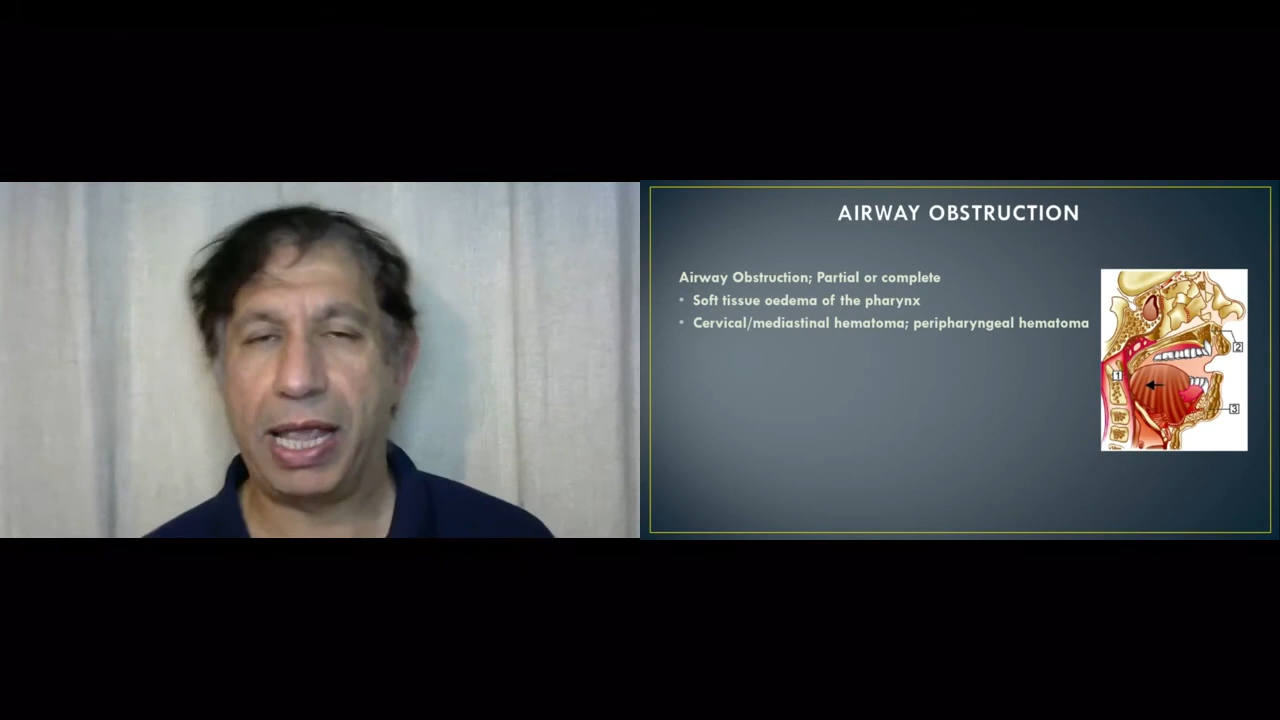 AIRWAY OBSTRUCTION
Airway Obstruction; Partial or complete
• Soft tissue oedema of the pharynx
• Cervical/mediastinal hematoma; peripharyngeal hematoma
2
1
3